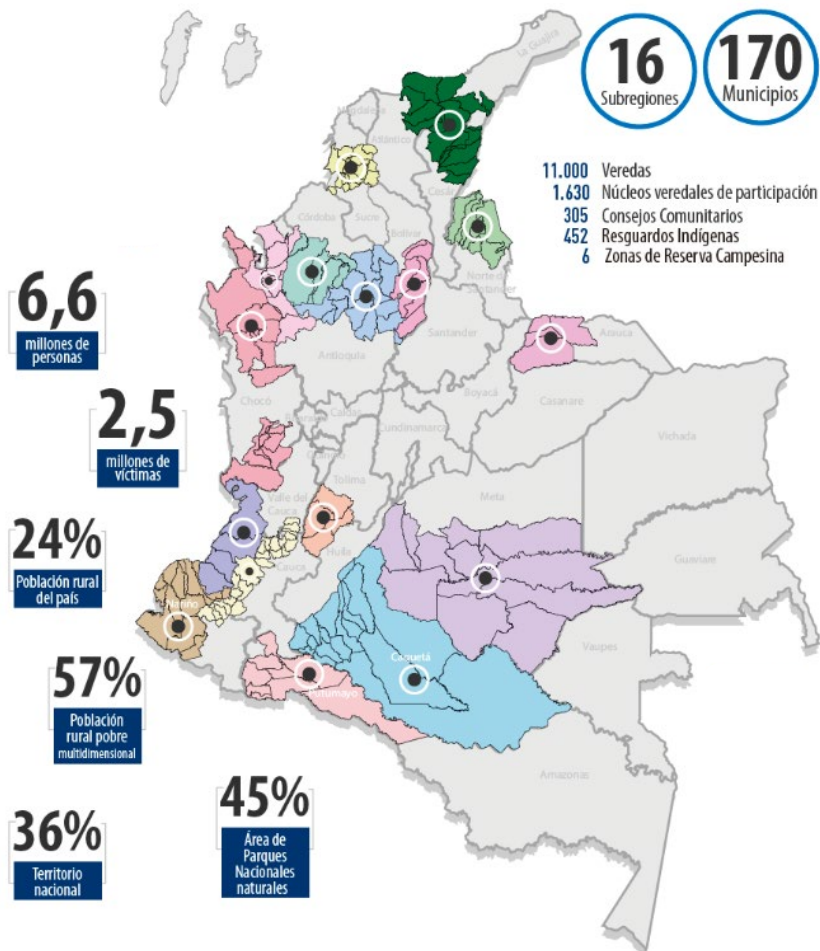 16
Subregiones
170
Municipios
11.000 Veredas
1.630 Núcleos veredales de participación
305 Consejos Comunitarios
452 Resguardos Indígenas
6 Zonas de Reserva Campesina
6,6
millones de
personas
2,5
millones de
víctimas
24%
Población rural
del país
57%
Población
rural pobre
multidimensional
36%
Territorio
nacional
45%
Área de
Parques
Nacionales
naturales
La Guajira
Magdalena
Atlántico
Cesar
Córdoba
Sucre
Bolívar
Norte de
Santander
Antioquia
Santander
Arauca
Chocó
Boyacá
Casanare
Caldas
Cundinamarca
Vichada
Tolima
Valle del
Cauca
Meta
Huila
Cauca
Guainía
Nariño
Vaupes
Caquetá
Putumayo
Amazonas